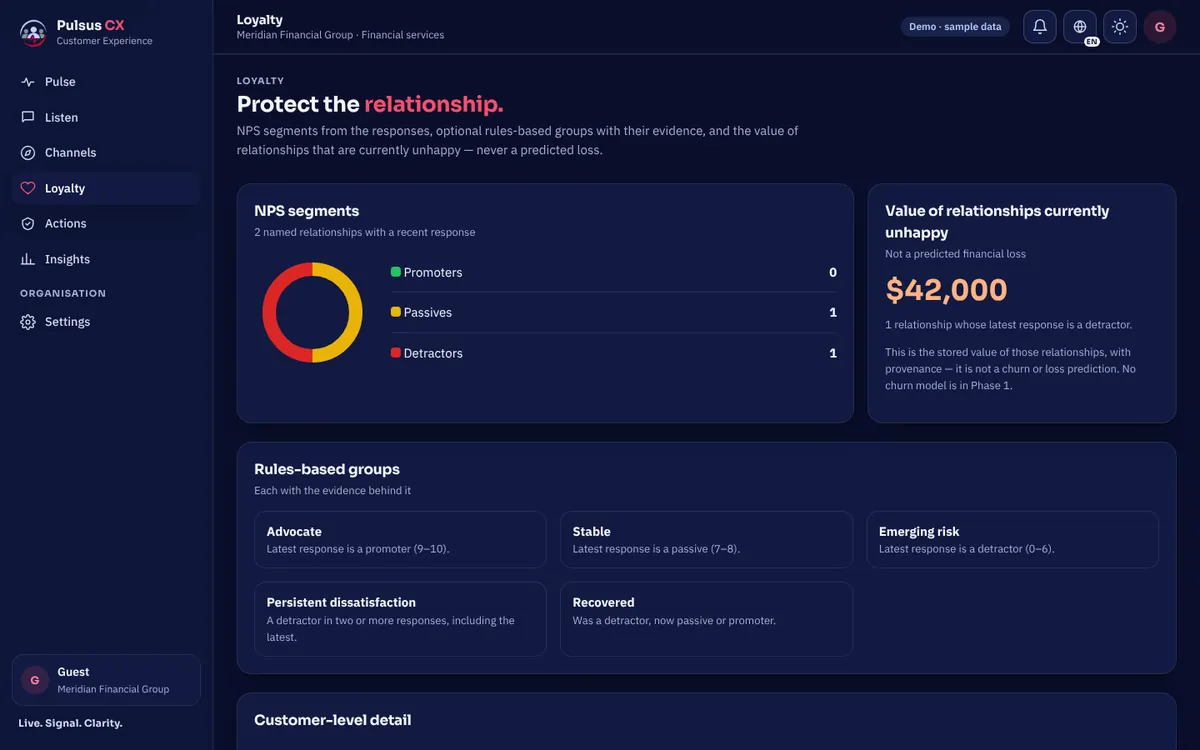 Pulsus CX
Customer Experience
Pulse
Listen
Channels
Loyalty
Actions
Insights
ORGANISATION
Settings
G
Guest
Meridian Financial Group
Live. Signal. Clarity.
Loyalty
Meridian Financial Group · Financial services
Demo · sample data
EN
G
LOYALTY
Protect the relationship.
NPS segments from the responses, optional rules-based groups with their evidence, and the value of
relationships that are currently unhappy — never a predicted loss.
NPS segments
2 named relationships with a recent response
Promoters 0
Passives 1
Detractors 1
Value of relationships currently
unhappy
Not a predicted financial loss
$42,000
1 relationship whose latest response is a detractor.
This is the stored value of those relationships, with
provenance — it is not a churn or loss prediction. No
churn model is in Phase 1.
Rules-based groups
Each with the evidence behind it
Advocate
Latest response is a promoter (9–10).
Stable
Latest response is a passive (7–8).
Emerging risk
Latest response is a detractor (0–6).
Persistent dissatisfaction
A detractor in two or more responses, including the
latest.
Recovered
Was a detractor, now passive or promoter.
Customer-level detail